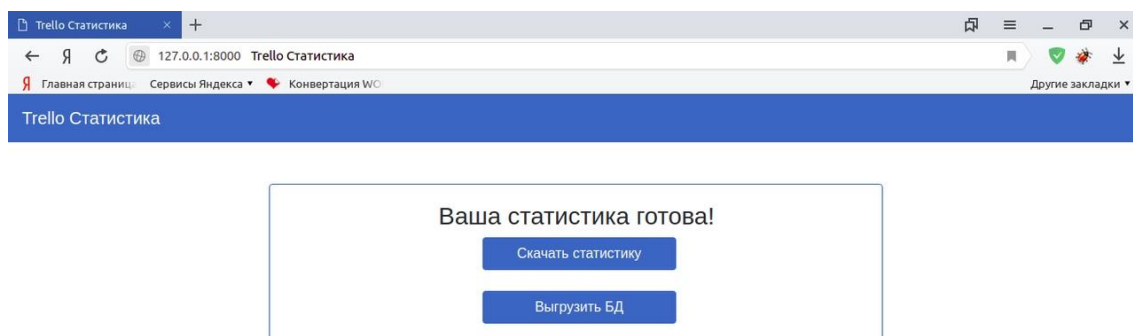 Trello Статистика
127.0.0.1:8000 Trello Статистика
Главная страница Сервисы Яндекса Конвертация WO
Другие закладки
Trello Статистика
Ваша статистика готова!
Скачать статистику
Выгрузить БД